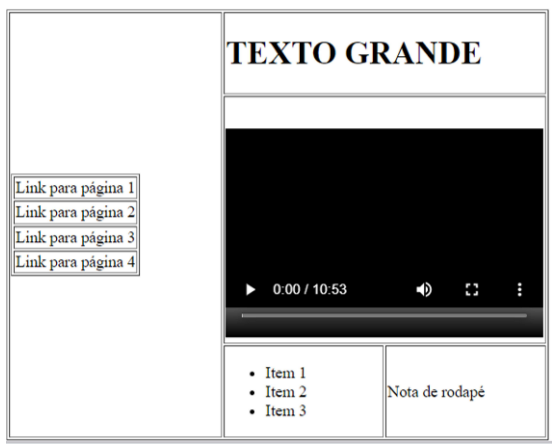 TEXTO GRANDE
Link para página 1
Link para página 2
Link para página 3
Link para página 4
0:00 / 10:53
Item 1
Item 2
Item 3
Nota de rodapé